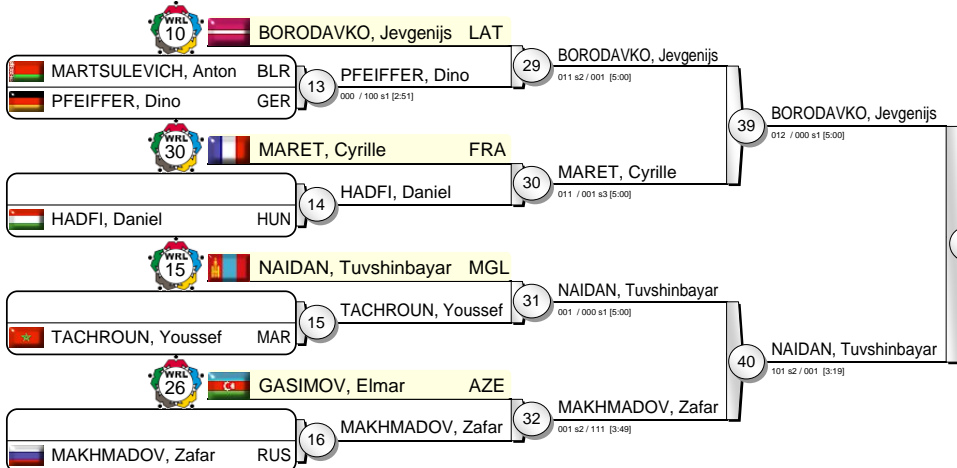 WRL 10 BORODAVKO, Jevgenijs LAT
MARTSULEVICH, Anton BLR
PFEIFFER, Dino GER
13 PFEIFFER, Dino
000 / 100 s1 [2:51]
29 BORODAVKO, Jevgenijs
011 s2 / 001 [5:00]
WRL 30 MARET, Cyrille FRA
HADFI, Daniel HUN
14 HADFI, Daniel
30 MARET, Cyrille
011 / 001 s3 [5:00]
39 BORODAVKO, Jevgenijs
012 / 000 s1 [5:00]
WRL 15 NAIDAN, Tuvshinbayar MGL
TACHROUN, Youssef MAR
15 TACHROUN, Youssef
31 NAIDAN, Tuvshinbayar
001 / 000 s1 [5:00]
WRL 26 GASIMOV, Elmar AZE
MAKHMADOV, Zafar RUS
16 MAKHMADOV, Zafar
32 MAKHMADOV, Zafar
001 s2 / 111 [3:49]
40 NAIDAN, Tuvshinbayar
101 s2 / 001 [3:19]